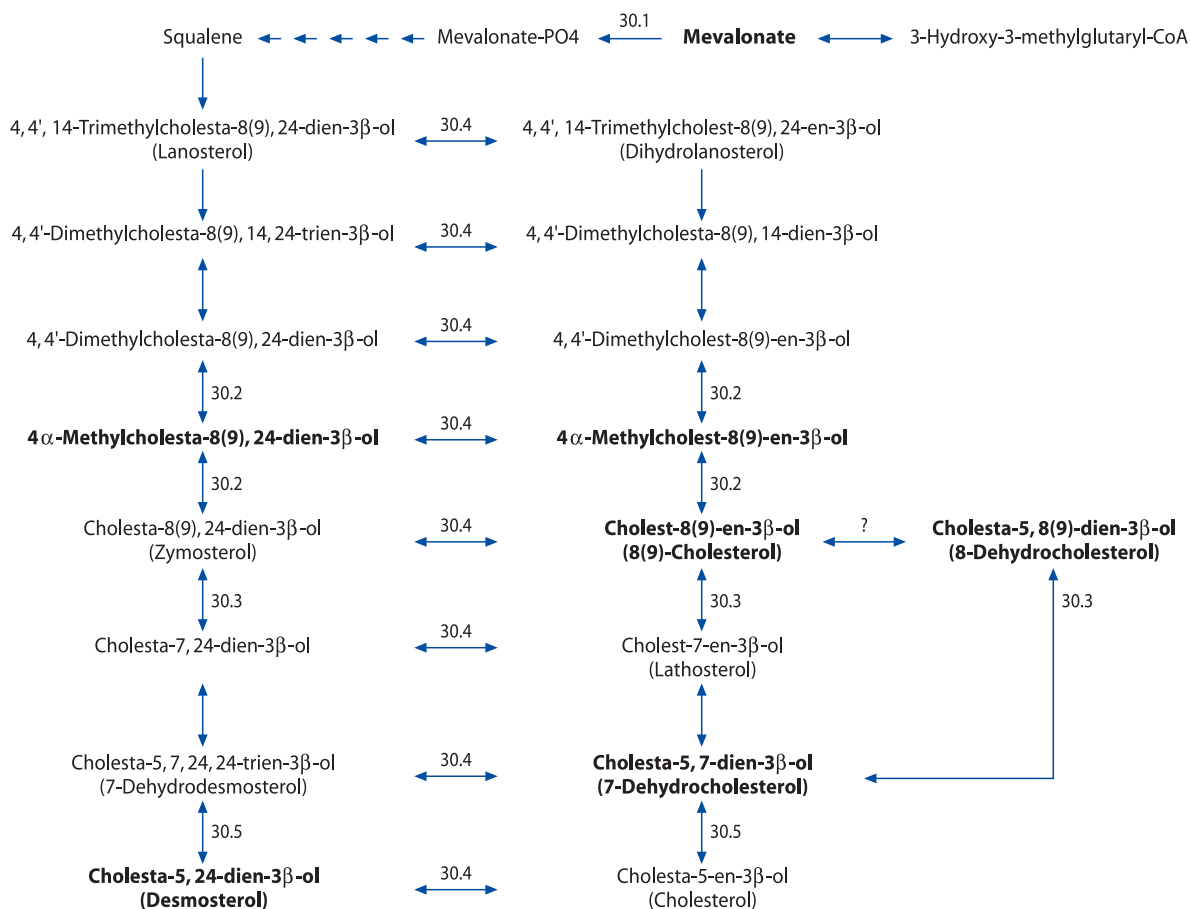 30.1
Squalene Mevalonate-PO4 Mevalonate 3-Hydroxy-3-methylglutaryl-CoA
4,4', 14-Trimethylcholesta-8(9), 24-dien-3β-ol 30.4 4,4', 14-Trimethylcholest-8(9), 24-en-3β-ol
(Lanosterol) (Dihydrolanosterol)
4,4'-Dimethylcholesta-8(9), 14, 24-trien-3β-ol 30.4 4,4'-Dimethylcholesta-8(9), 14-dien-3β-ol
4,4'-Dimethylcholesta-8(9), 24-dien-3β-ol 30.4 4,4'-Dimethylcholest-8(9)-en-3β-ol
30.2 30.2
4α-Methylcholesta-8(9), 24-dien-3β-ol 30.4 4α-Methylcholest-8(9)-en-3β-ol
30.2 30.2
Cholesta-8(9), 24-dien-3β-ol 30.4 Cholest-8(9)-en-3β-ol ? Cholesta-5, 8(9)-dien-3β-ol
(Zymosterol) (8(9)-Cholesterol) (8-Dehydrocholesterol)
30.3 30.3 30.3
Cholesta-7, 24-dien-3β-ol 30.4 Cholest-7-en-3β-ol
(Lathosterol)
Cholesta-5, 7, 24, 24-trien-3β-ol 30.4 Cholesta-5, 7-dien-3β-ol
(7-Dehydrodesmosterol) (7-Dehydrocholesterol)
30.5 30.5
Cholesta-5, 24-dien-3β-ol 30.4 Cholesta-5-en-3β-ol
(Desmosterol) (Cholesterol)